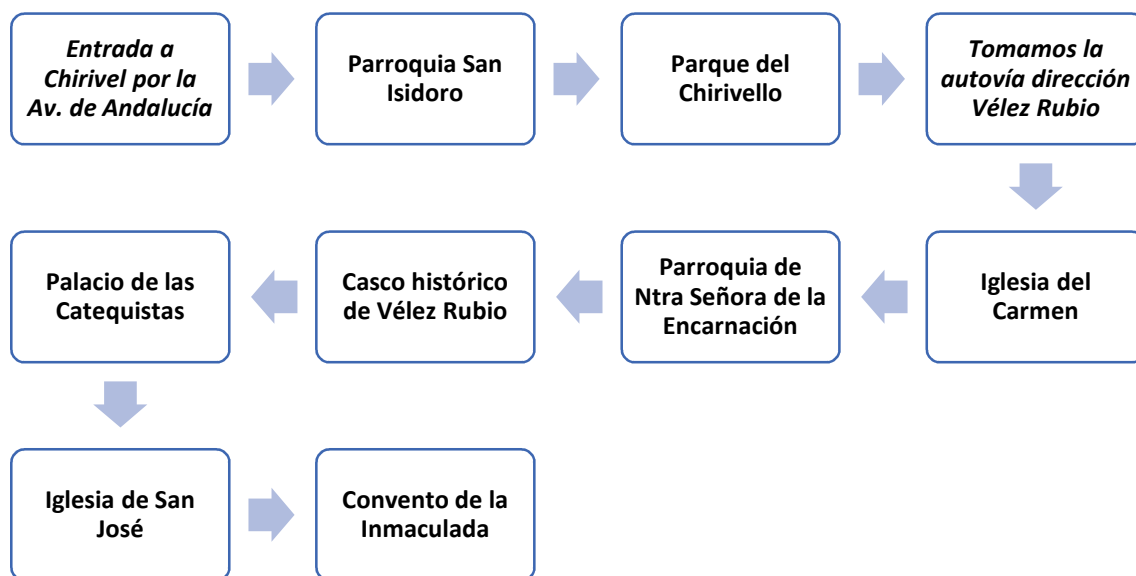 Entrada a
Chirivel por la
Av. de Andalucía
Parroquia San
Isidoro
Parque del
Chirivello
Tomamos la
autovía dirección
Vélez Rubio
Iglesia del
Carmen
Parroquia de
Ntra Señora de la
Encarnación
Casco histórico
de Vélez Rubio
Palacio de las
Catequistas
Iglesia de San
José
Convento de la
Inmaculada